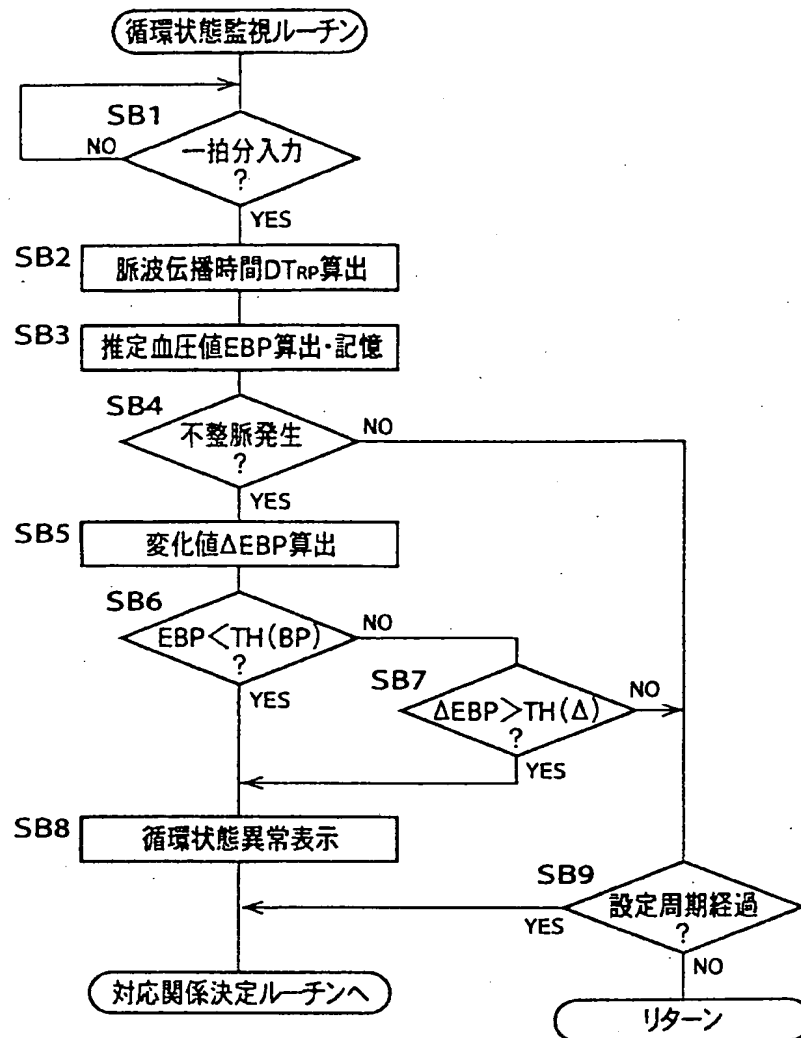 循環状態監視ルーチン
SB1
NO
一拍分入力
?
YES
SB2
脈波伝播時間DTRP算出
SB3
推定血圧値EBP算出・記憶
SB4
不整脈発生
?
NO
YES
SB5
変化値ΔEBP算出
SB6
EBP<TH(BP)
?
NO
YES
SB7
ΔEBP>TH(Δ)
?
NO
YES
SB8
循環状態異常表示
SB9
設定周期経過
?
YES
NO
対応関係決定ルーチンへ
リターン